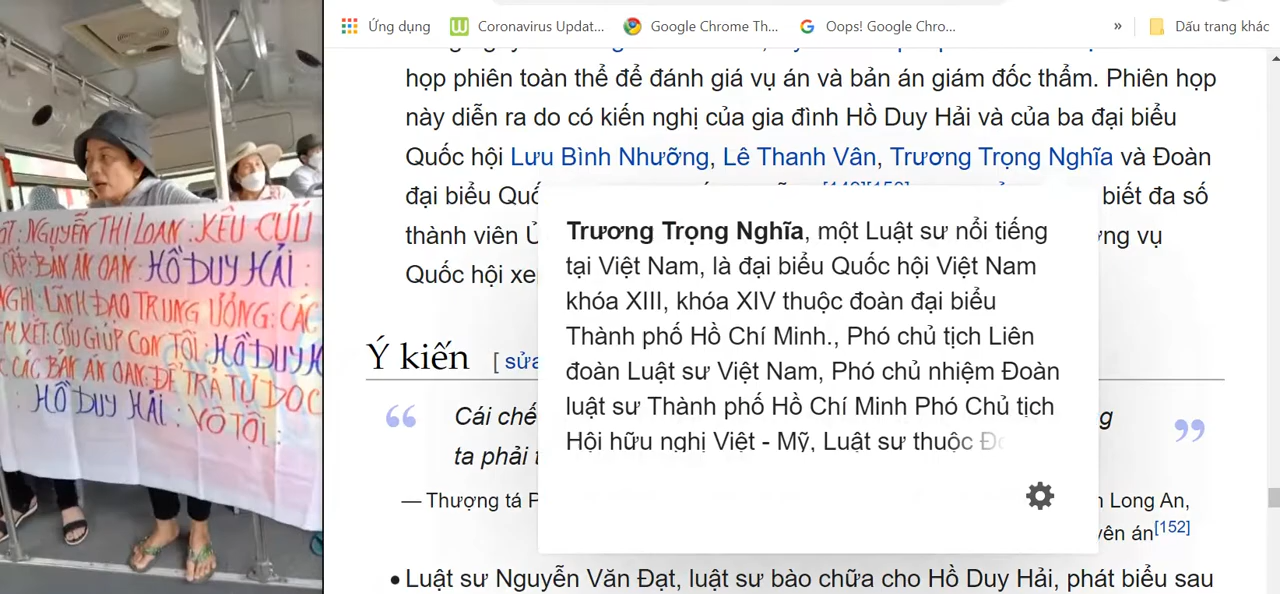 NGUYỄN THỊ LOAN : KÊU CỨU
CẤP : BẢN ÁN OAN : HỒ DUY HẢI :
NGHỊ : LÃNH ĐẠO TRUNG ƯƠNG : CÁC
XÉT : CỨU GIÚP CON TÔI : HỒ DUY H
CÁC BẢN ÁN OAN : ĐỂ TRẢ TỰ DO C
: HỒ DUY HẢI : VÔ TỘI :
Ứng dụng Coronavirus Updat... Google Chrome Th... Oops! Google Chro... » Dấu trang khác
họp phiên toàn thể để đánh giá vụ án và bản án giám đốc thẩm. Phiên họp
này diễn ra do có kiến nghị của gia đình Hồ Duy Hải và của ba đại biểu
Quốc hội Lưu Bình Nhưỡng, Lê Thanh Vân, Trương Trọng Nghĩa và Đoàn
đại biểu Quố biết đa số
thành viên Ủ ng vụ
Quốc hội xe
Trương Trọng Nghĩa, một Luật sư nổi tiếng
tại Việt Nam, là đại biểu Quốc hội Việt Nam
khóa XIII, khóa XIV thuộc đoàn đại biểu
Thành phố Hồ Chí Minh., Phó chủ tịch Liên
đoàn Luật sư Việt Nam, Phó chủ nhiệm Đoàn
luật sư Thành phố Hồ Chí Minh Phó Chủ tịch
Hội hữu nghị Việt - Mỹ, Luật sư thuộc
Ý kiến [ sửa
“ Cái chế g ”
ta phải t
— Thượng tá P n Long An,
yên án[152]
• Luật sư Nguyễn Văn Đạt, luật sư bào chữa cho Hồ Duy Hải, phát biểu sau